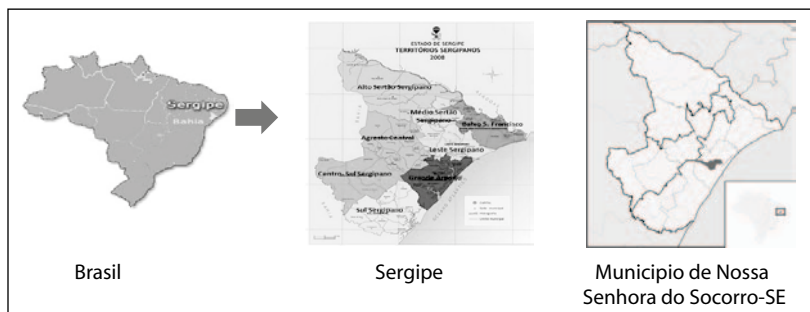 Sergipe
Bahia
ESTADO DE SERGIPE
TERRITÓRIOS SERGIPANOS
2008
Alto Sertão Sergipano
Médio Sertão
Sergipano
Baixo S. Francisco
Agreste Central
Leste Sergipano
Centro Sul Sergipano
Grande Aracaju
Sul Sergipano
Brasil
Sergipe
Municipio de Nossa
Senhora do Socorro-SE